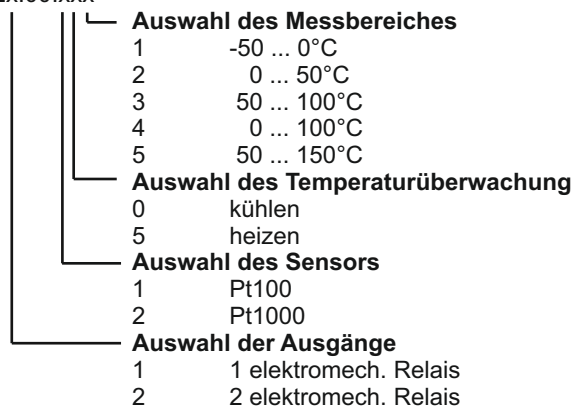 Auswahl des Messbereiches
1 -50 ... 0°C
2 0 ... 50°C
3 50 ... 100°C
4 0 ... 100°C
5 50 ... 150°C
Auswahl des Temperaturüberwachung
0 kühlen
5 heizen
Auswahl des Sensors
1 Pt100
2 Pt1000
Auswahl der Ausgänge
1 1 elektromech. Relais
2 2 elektromech. Relais